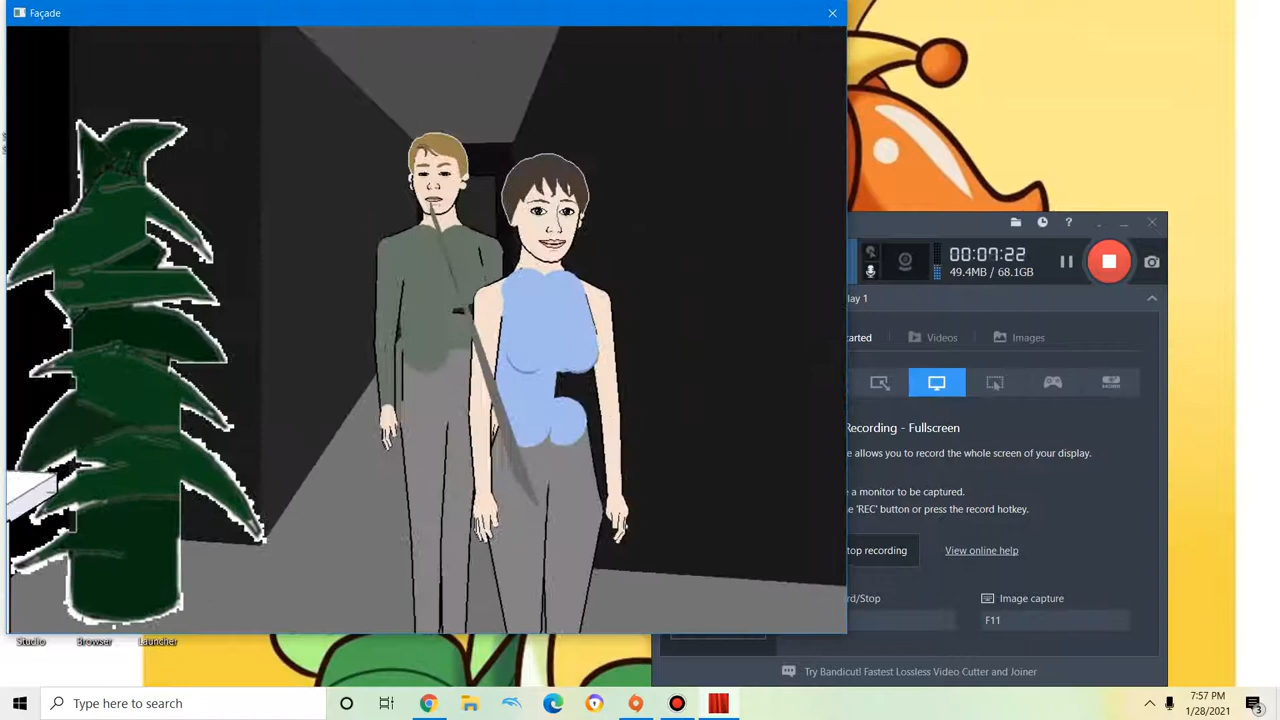 Façade
00:07:22
49.4MB / 68.1GB
lay 1
arted
Videos
Images
Recording - Fullscreen
e allows you to record the whole screen of your display.
e a monitor to be captured.
e 'REC' button or press the record hotkey.
top recording
View online help
rd/Stop
Image capture
F11
Studio
Browser
Launcher
Try Bandicut! Fastest Lossless Video Cutter and Joiner
Type here to search
7:57 PM
1/28/2021
3